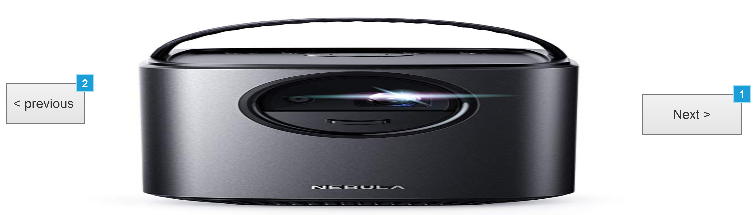 2
< previous
1
Next >
NEBULA